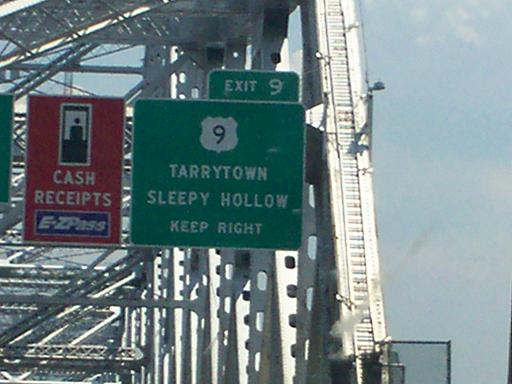 EXIT 9
9
TARRYTOWN
SLEEPY HOLLOW
KEEP RIGHT
CASH
RECEIPTS
E-ZPass